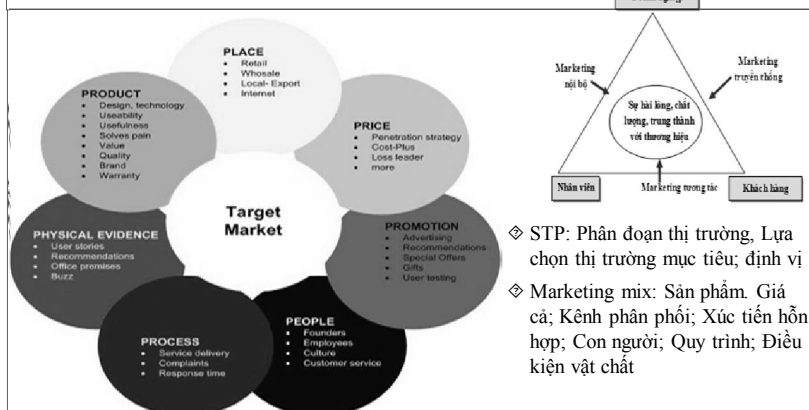 PLACE
Retail
Whosale
Local- Export
Internet
PRODUCT
Design, technology
Useability
Usefulness
Solves pain
Value
Quality
Brand
Warranty
PRICE
Penetration strategy
Cost-Plus
Loss leader
more
Target
Market
PHYSICAL EVIDENCE
User stories
Recommendations
Office premises
Buzz
PROMOTION
Advertising
Recommendations
Special Offers
Gifts
User testing
PROCESS
Service delivery
Complaints
Response time
PEOPLE
Founders
Employees
Culture
Customer service
Marketing
nội bộ
Marketing
truyền thống
Sự hài lòng, chất
lượng, trung thành
với thương hiệu
Nhân viên
Marketing tương tác
Khách hàng
STP: Phân đoạn thị trường, Lựa
chọn thị trường mục tiêu; định vị
Marketing mix: Sản phẩm. Giá
cả; Kênh phân phối; Xúc tiến hỗn
hợp; Con người; Quy trình; Điều
kiện vật chất